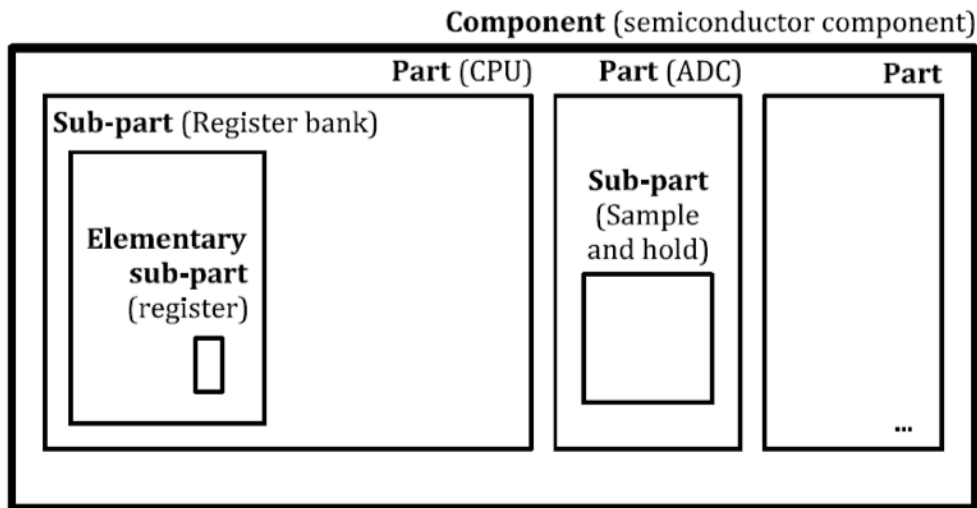 Component (semiconductor component)
Part (CPU)
Part (ADC)
Part
Sub-part (Register bank)
Elementary
sub-part
(register)
Sub-part
(Sample
and hold)
...